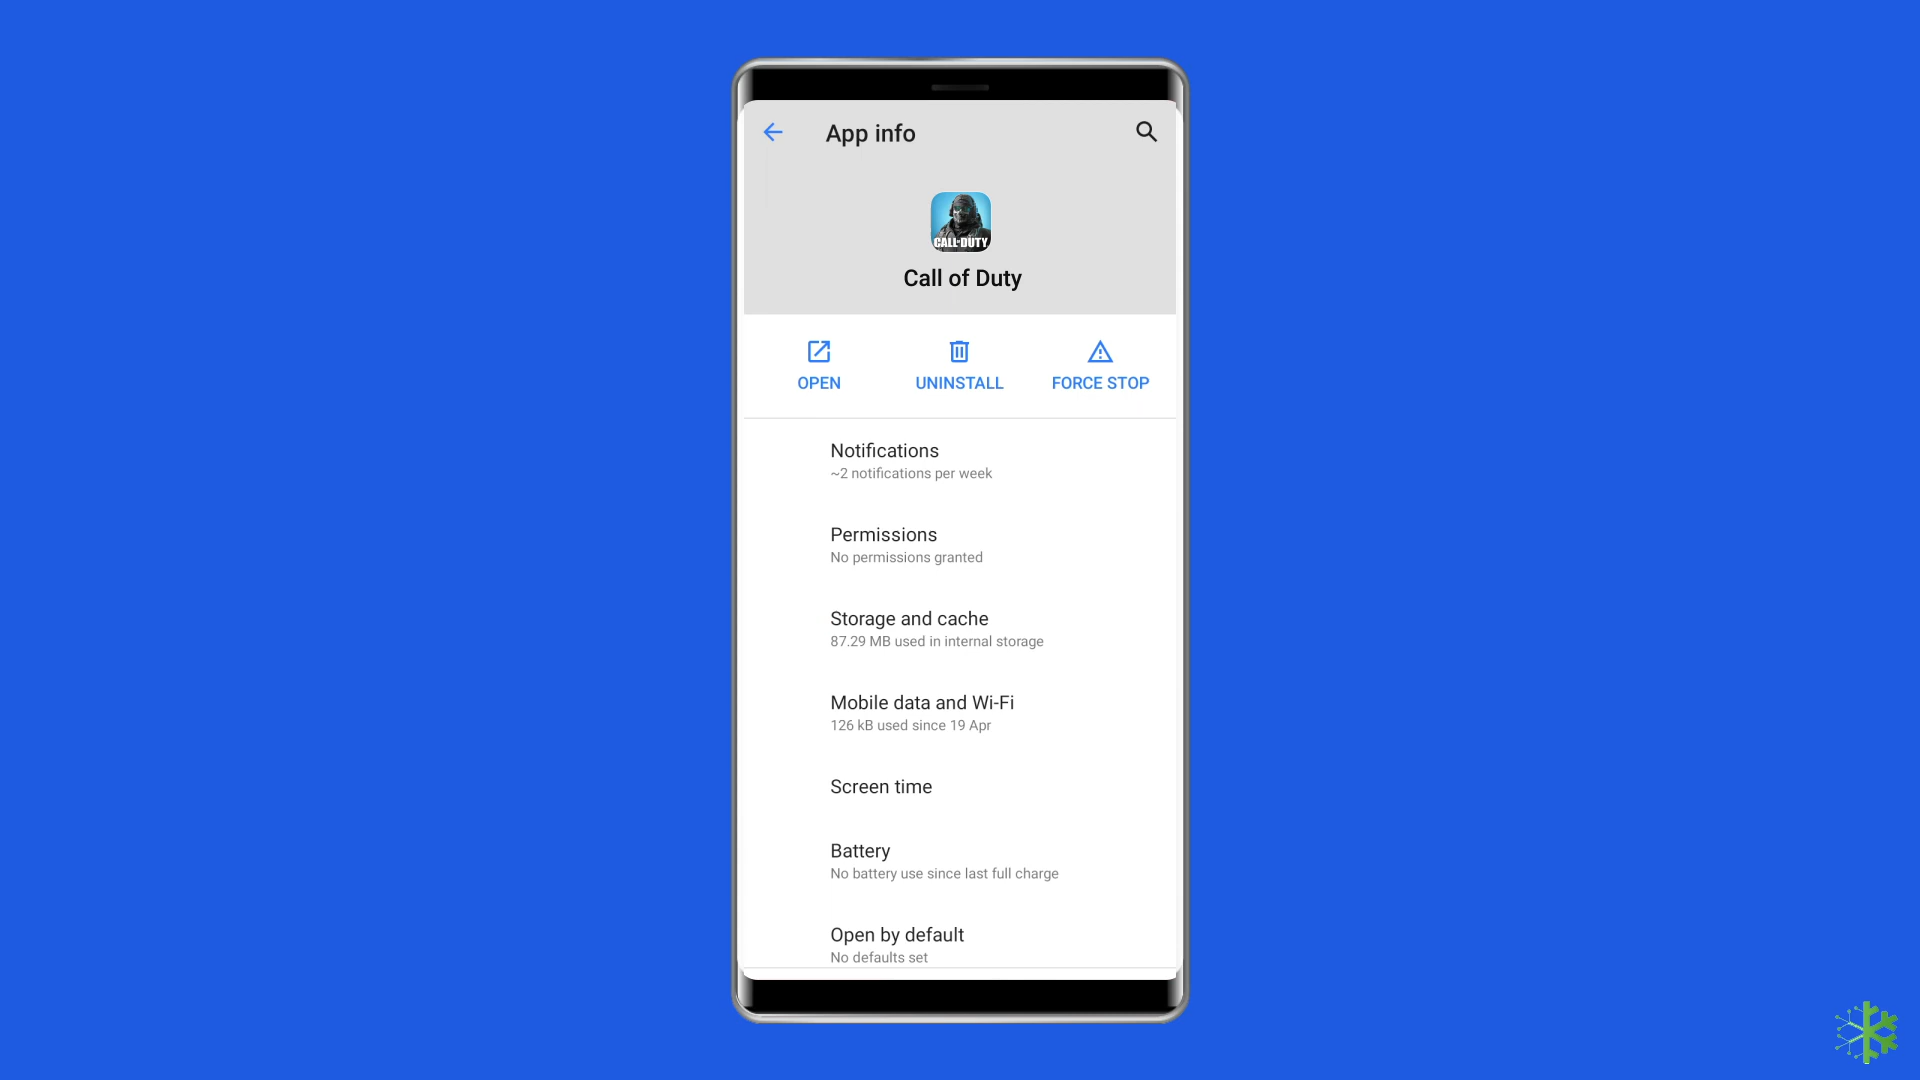 App info
CALL OF DUTY
Call of Duty
OPEN
UNINSTALL
FORCE STOP
Notifications
~2 notifications per week
Permissions
No permissions granted
Storage and cache
87.29 MB used in internal storage
Mobile data and Wi-Fi
126 kB used since 19 Apr
Screen time
Battery
No battery use since last full charge
Open by default
No defaults set